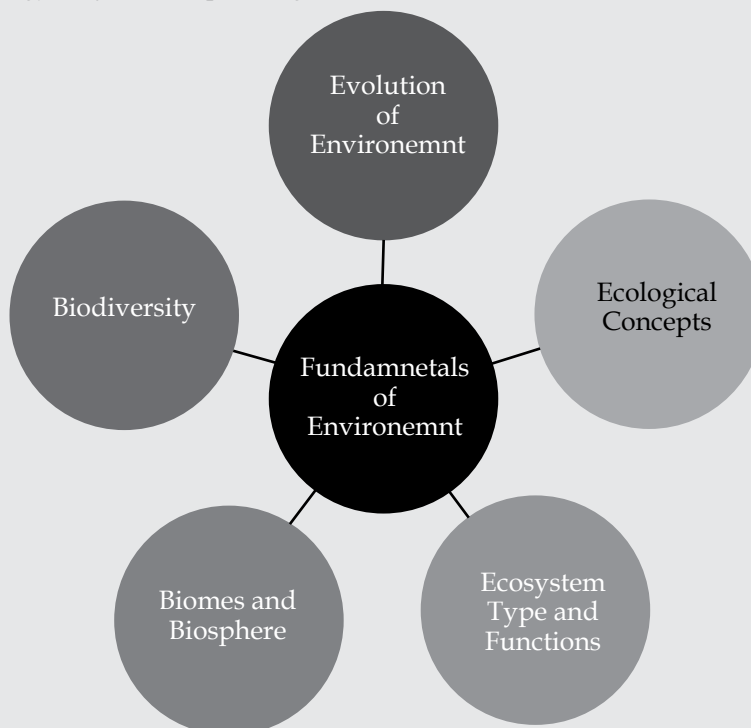 Evolution
of
Environemnt
Biodiversity
Ecological
Concepts
Fundamnetals
of
Environemnt
Biomes and
Biosphere
Ecosystem
Type and
Functions